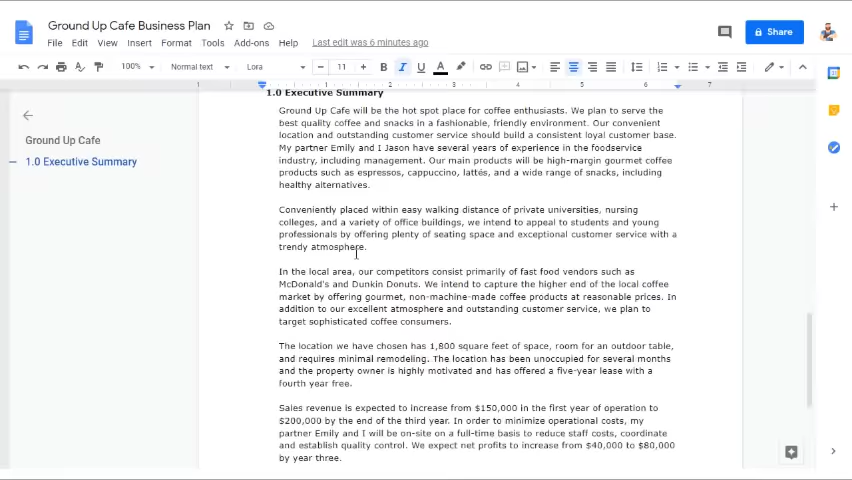 Ground Up Cafe Business Plan
File Edit View Insert Format Tools Add-ons Help Last edit was 6 minutes ago
Share
100% Normal text Lora 11 B I U A
1 1 2 3 4 5 6 7
1.0 Executive Summary
Ground Up Cafe
1.0 Executive Summary
Ground Up Cafe will be the hot spot place for coffee enthusiasts. We plan to serve the
best quality coffee and snacks in a fashionable, friendly environment. Our convenient
location and outstanding customer service should build a consistent loyal customer base.
My partner Emily and I Jason have several years of experience in the foodservice
industry, including management. Our main products will be high-margin gourmet coffee
products such as espressos, cappuccino, lattés, and a wide range of snacks, including
healthy alternatives.
Conveniently placed within easy walking distance of private universities, nursing
colleges, and a variety of office buildings, we intend to appeal to students and young
professionals by offering plenty of seating space and exceptional customer service with a
trendy atmosphere.
In the local area, our competitors consist primarily of fast food vendors such as
McDonald's and Dunkin Donuts. We intend to capture the higher end of the local coffee
market by offering gourmet, non-machine-made coffee products at reasonable prices. In
addition to our excellent atmosphere and outstanding customer service, we plan to
target sophisticated coffee consumers.
The location we have chosen has 1,800 square feet of space, room for an outdoor table,
and requires minimal remodeling. The location has been unoccupied for several months
and the property owner is highly motivated and has offered a five-year lease with a
fourth year free.
Sales revenue is expected to increase from $150,000 in the first year of operation to
$200,000 by the end of the third year. In order to minimize operational costs, my
partner Emily and I will be on-site on a full-time basis to reduce staff costs, coordinate
and establish quality control. We expect net profits to increase from $40,000 to $80,000
by year three.